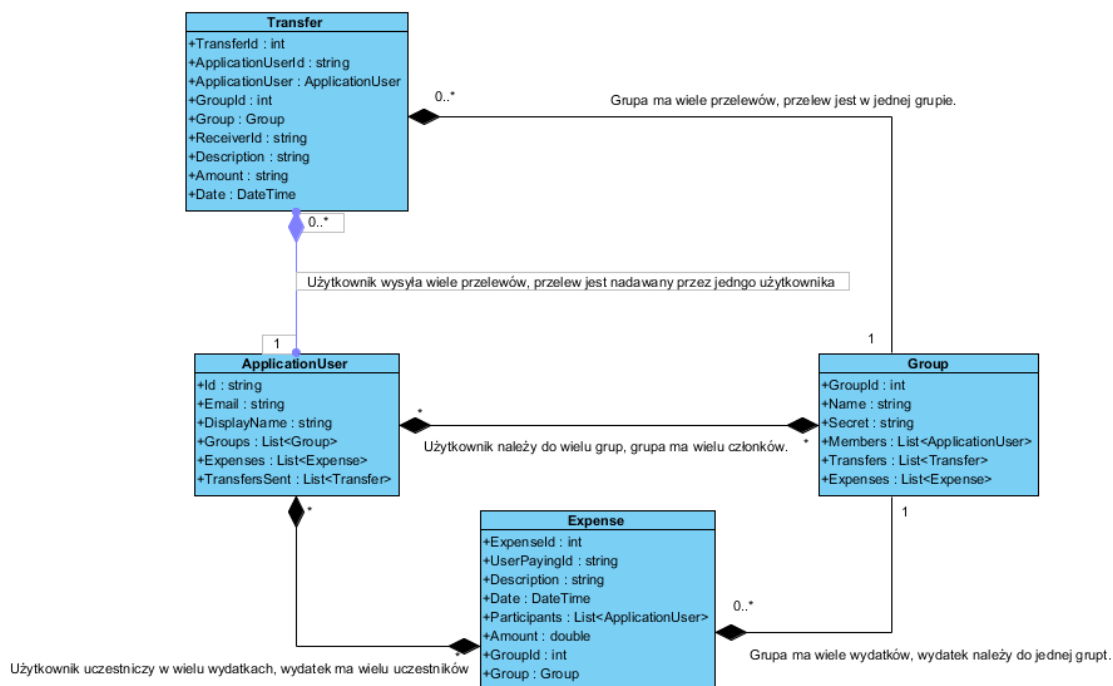 Transfer
+TransferId : int
+ApplicationUserId : string
+ApplicationUser : ApplicationUser
+GroupId : int
+Group : Group
+ReceiverId : string
+Description : string
+Amount : string
+Date : DateTime
0..*
Grupa ma wiele przelewów, przelew jest w jednej grupie.
0..*
Użytkownik wysyła wiele przelewów, przelew jest nadawany przez jedngo użytkownika
1
1
ApplicationUser
+Id : string
+Email : string
+DisplayName : string
+Groups : List<Group>
+Expenses : List<Expense>
+TransfersSent : List<Transfer>
Group
+GroupId : int
+Name : string
+Secret : string
+Members : List<ApplicationUser>
+Transfers : List<Transfer>
+Expenses : List<Expense>
*
Użytkownik należy do wielu grup, grupa ma wielu członków.
*
*
1
Expense
+ExpenseId : int
+UserPayingId : string
+Description : string
+Date : DateTime
+Participants : List<ApplicationUser>
+Amount : double
+GroupId : int
+Group : Group
0..*
*
Użytkownik uczestniczy w wielu wydatkach, wydatek ma wielu uczestników
Grupa ma wiele wydatków, wydatek należy do jednej grupt.